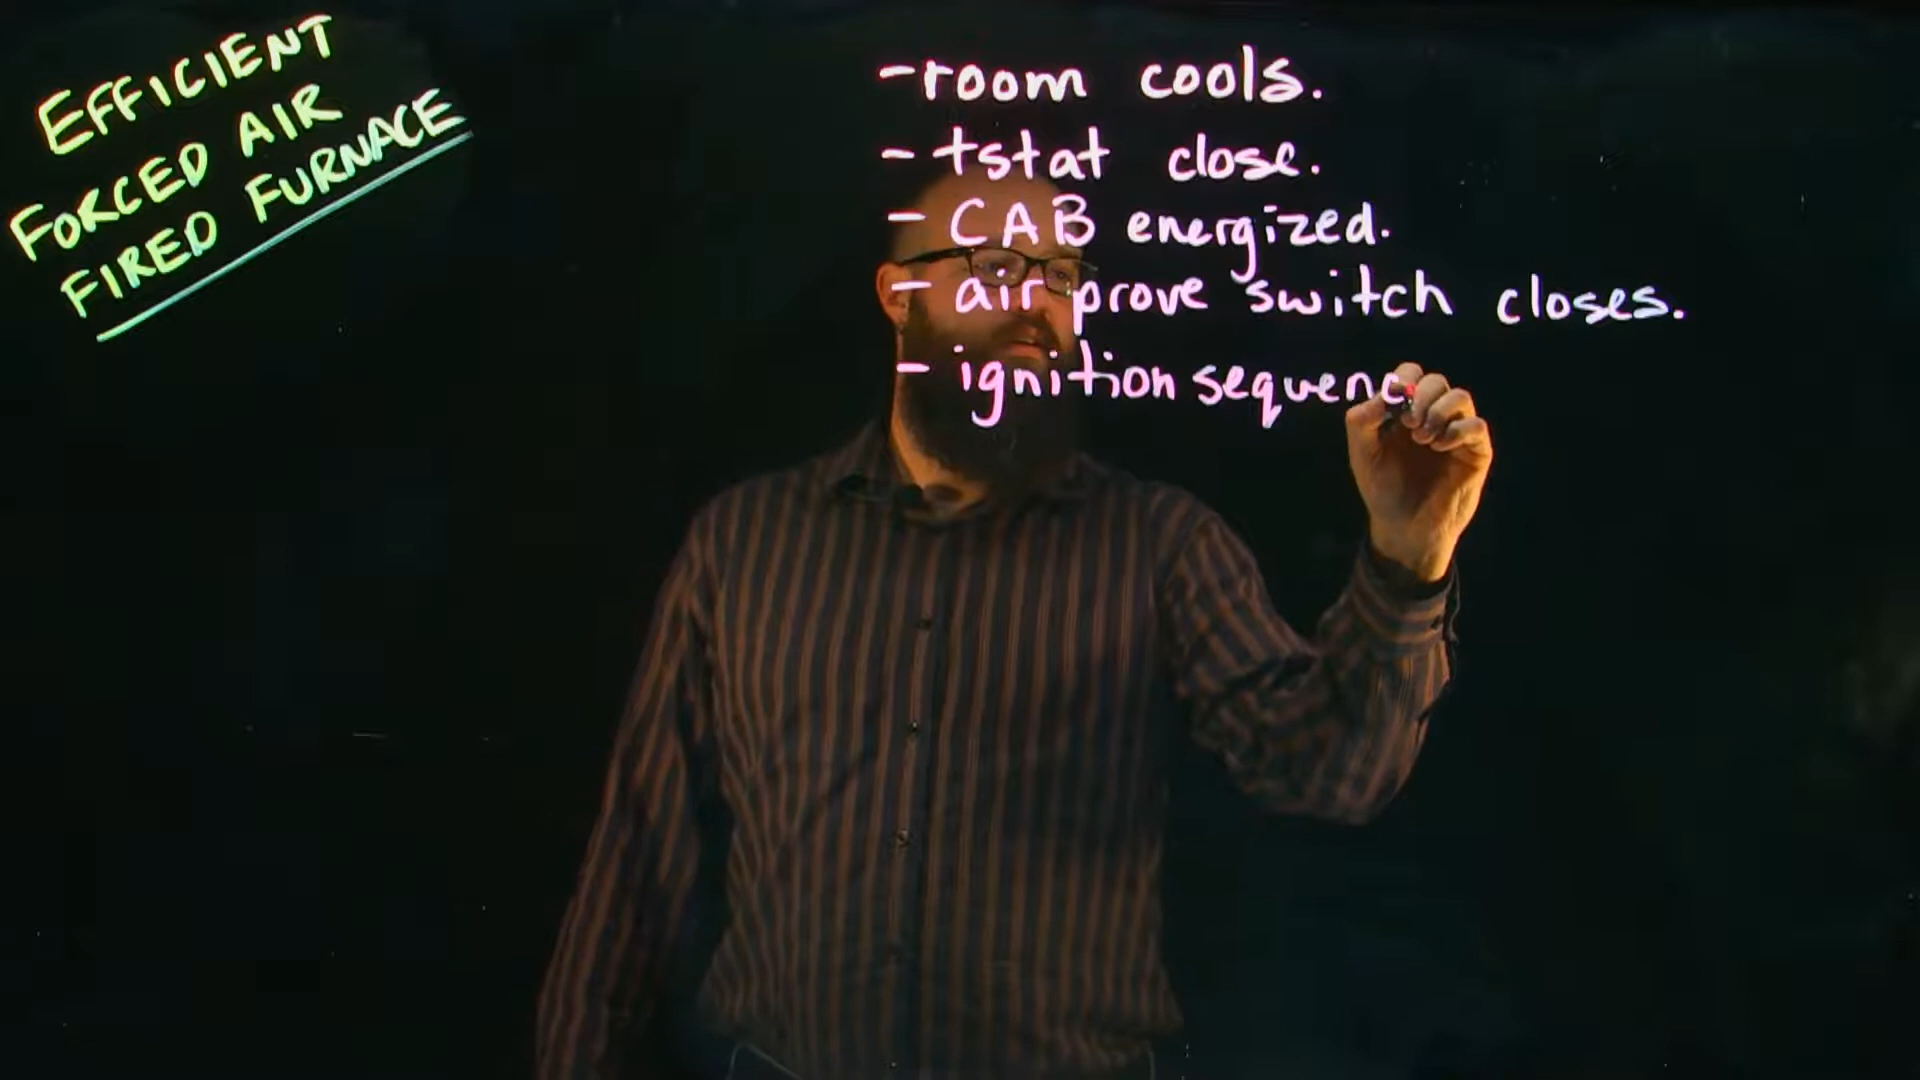 EFFICIENT
FORCED AIR
FIRED FURNACE
- room cools.
- tstat close.
- CAB energized.
- air prove switch closes.
- ignition sequenc